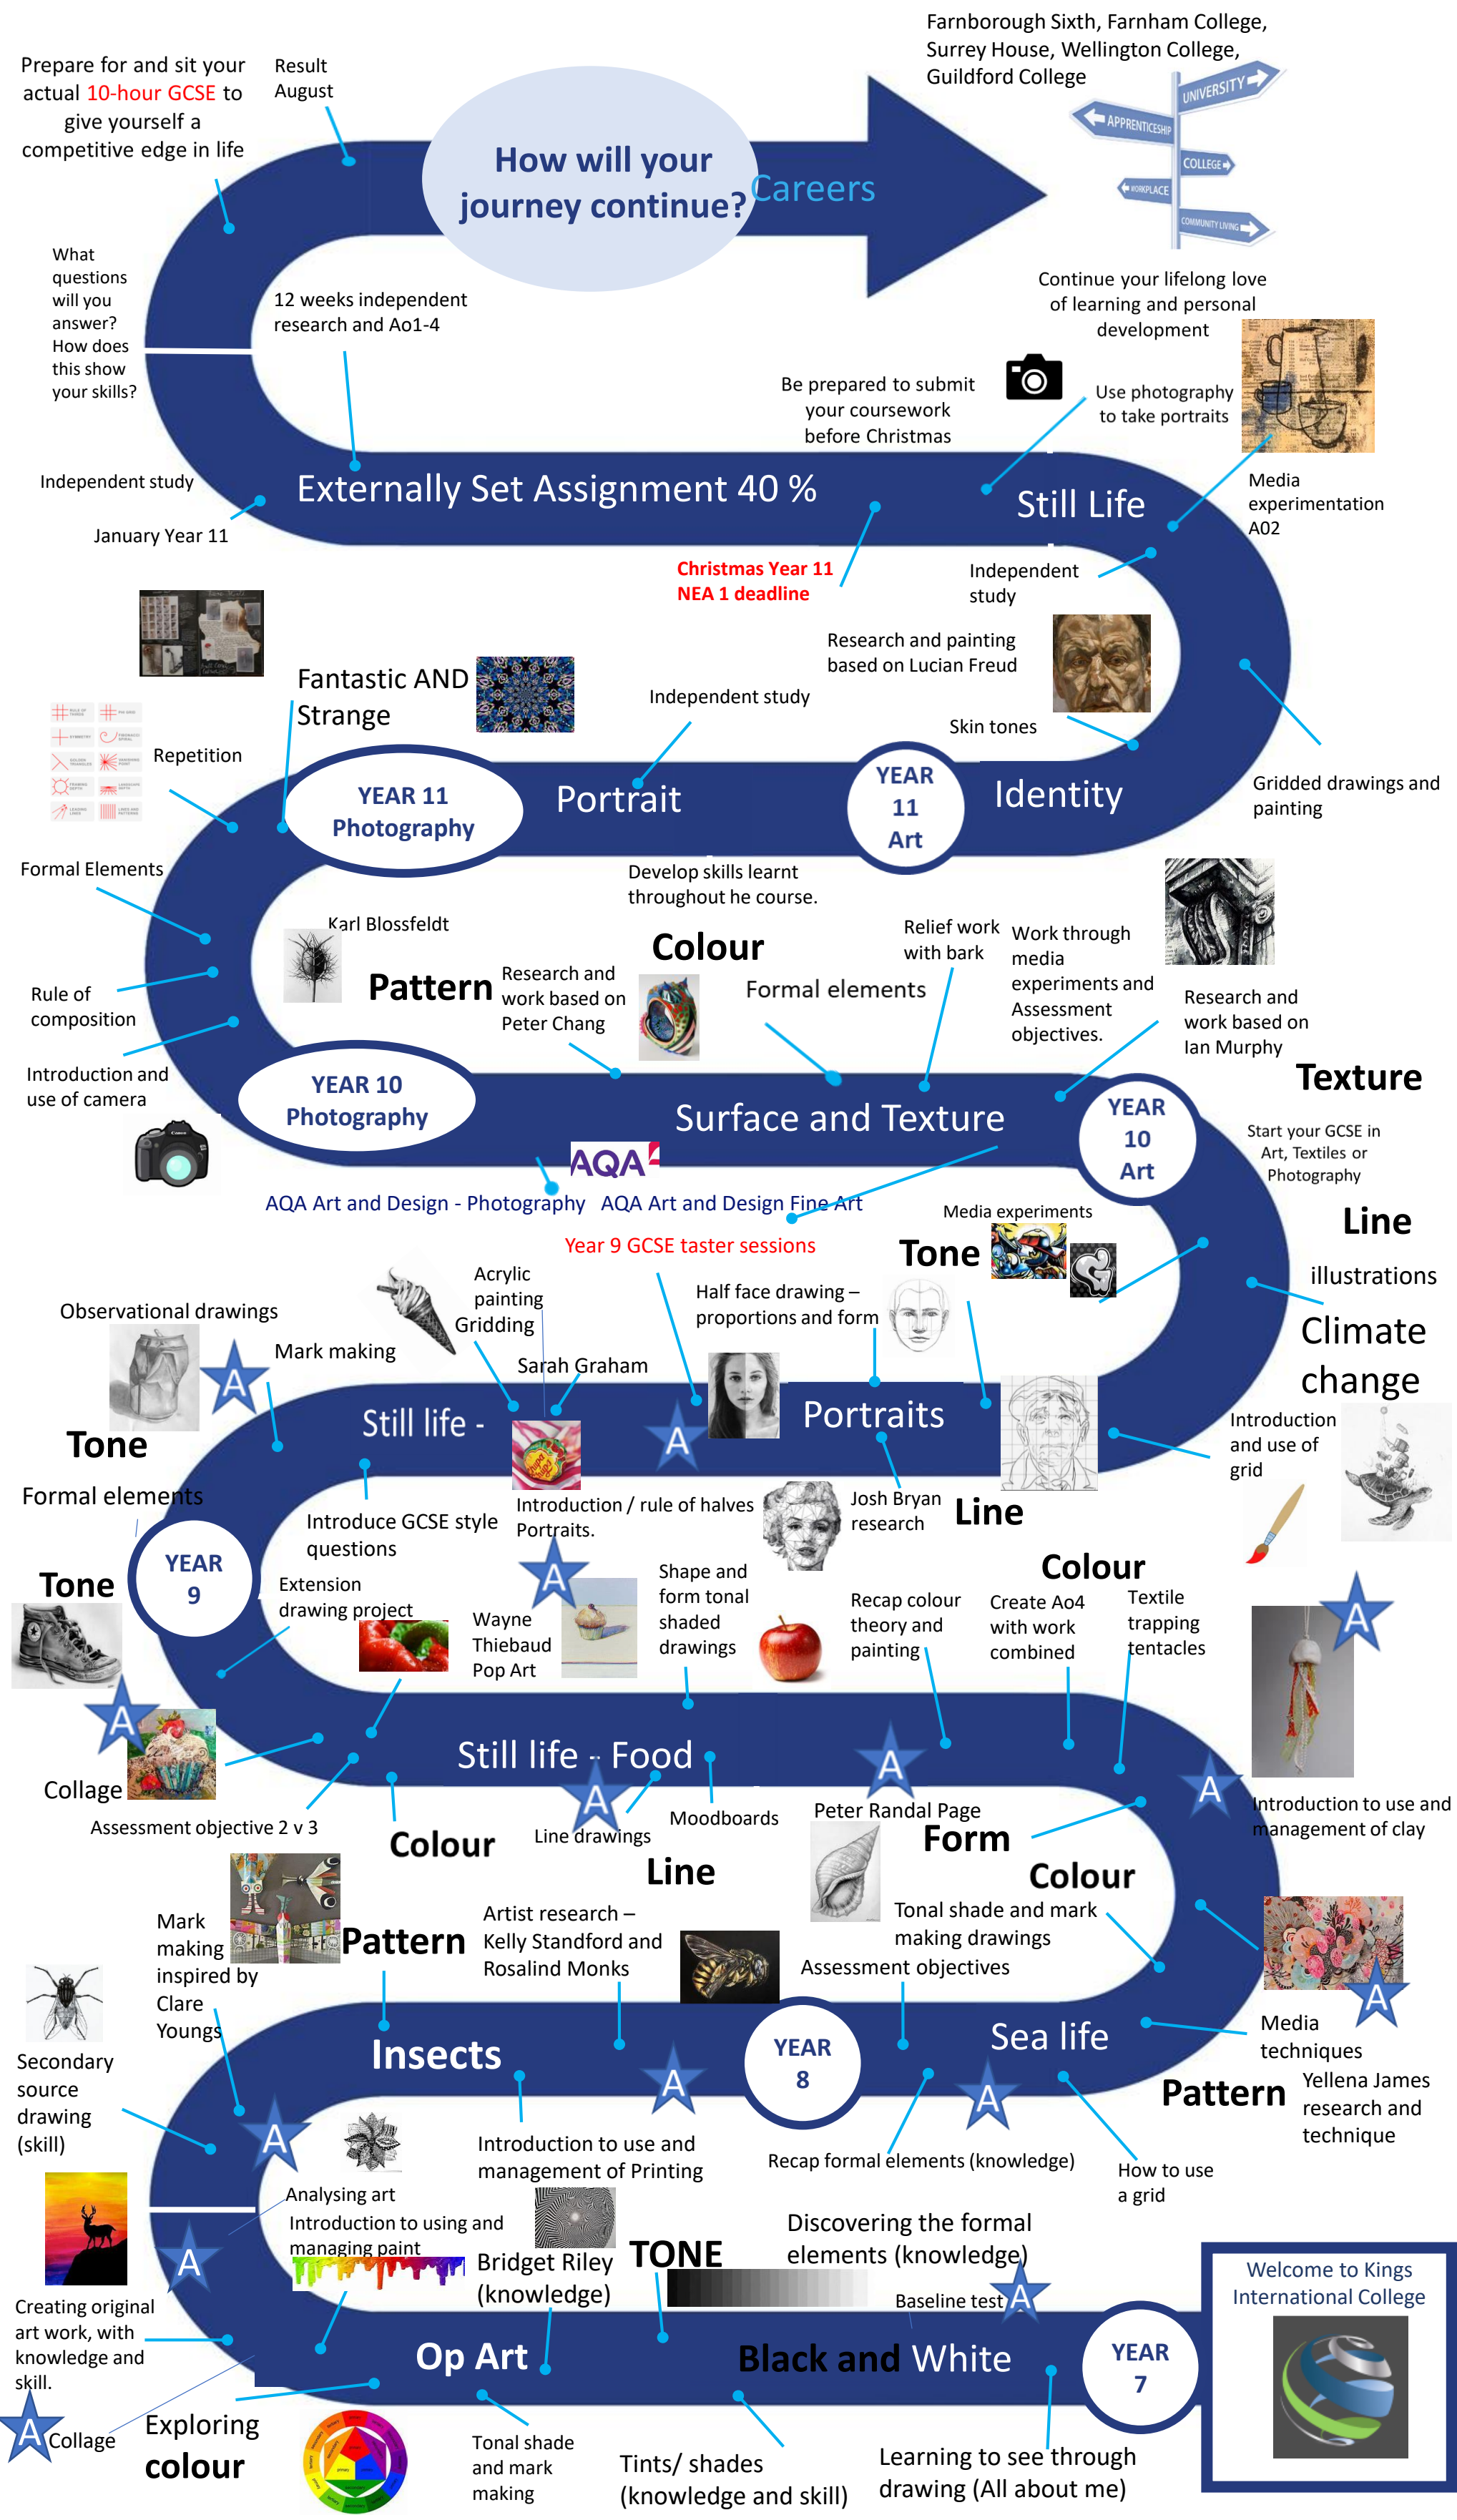 Farnborough Sixth, Farnham College,
Surrey House, Wellington College,
Guildford College
Prepare for and sit your
actual 10-hour GCSE to
give yourself a
competitive edge in life
Result
August
UNIVERSITY
APPRENTICESHIP
COLLEGE
WORKPLACE
COMMUNITY LIVING
How will your
journey continue?
Careers
What
questions
will you
answer?
How does
this show
your skills?
12 weeks independent
research and Ao1-4
Continue your lifelong love
of learning and personal
development
Be prepared to submit
your coursework
before Christmas
Use photography
to take portraits
Independent study
January Year 11
Externally Set Assignment 40 %
Still Life
Media
experimentation
A02
Christmas Year 11
NEA 1 deadline
Independent
study
Research and painting
based on Lucian Freud
Skin tones
Fantastic AND
Strange
Independent study
Repetition
YEAR 11
Photography
Portrait
YEAR
11
Art
Identity
Gridded drawings and
painting
Formal Elements
Develop skills learnt
throughout he course.
Karl Blossfeldt
Pattern
Research and
work based on
Peter Chang
Colour
Formal elements
Relief work
with bark
Work through
media
experiments and
Assessment
objectives.
Research and
work based on
Ian Murphy
Texture
Rule of
composition
Introduction and
use of camera
Canon
YEAR 10
Photography
Surface and Texture
YEAR
10
Art
Start your GCSE in
Art, Textiles or
Photography
AQA
AQA Art and Design - Photography
AQA Art and Design Fine Art
Year 9 GCSE taster sessions
Media experiments
Tone
Line
illustrations
Climate
change
Acrylic
painting
Gridding
Half face drawing –
proportions and form
Observational drawings
A
Mark making
Sarah Graham
Still life -
Chupa
Chups
A
Portraits
Tone
Introduction
and use of
grid
Formal elements
Introduce GCSE style
questions
Introduction / rule of halves
Portraits.
Josh Bryan
research
Line
YEAR
9
Tone
Extension
drawing project
A
Wayne
Thiebaud
Pop Art
Shape and
form tonal
shaded
drawings
Recap colour
theory and
painting
Colour
Create Ao4
with work
combined
Textile
trapping
tentacles
A
A
Collage
Still life - Food
A
A
A
Assessment objective 2 v 3
Colour
Line drawings
Moodboards
Line
Peter Randal Page
Form
Introduction to use and
management of clay
Colour
Mark
making
inspired by
Clare
Youngs
Pattern
Artist research –
Kelly Standford and
Rosalind Monks
Tonal shade and mark
making drawings
Assessment objectives
A
Secondary
source
drawing
(skill)
Insects
A
YEAR
8
Sea life
A
Media
techniques
Pattern
Yellena James
research and
technique
A
Introduction to use and
management of Printing
Recap formal elements (knowledge)
How to use
a grid
Analysing art
Introduction to using and
managing paint
A
Bridget Riley
(knowledge)
TONE
Discovering the formal
elements (knowledge)
Baseline test
A
Welcome to Kings
International College
Creating original
art work, with
knowledge and
skill.
Op Art
Black and White
YEAR
7
A
Collage
Exploring
colour
Tonal shade
and mark
making
Tints/ shades
(knowledge and skill)
Learning to see through
drawing (All about me)